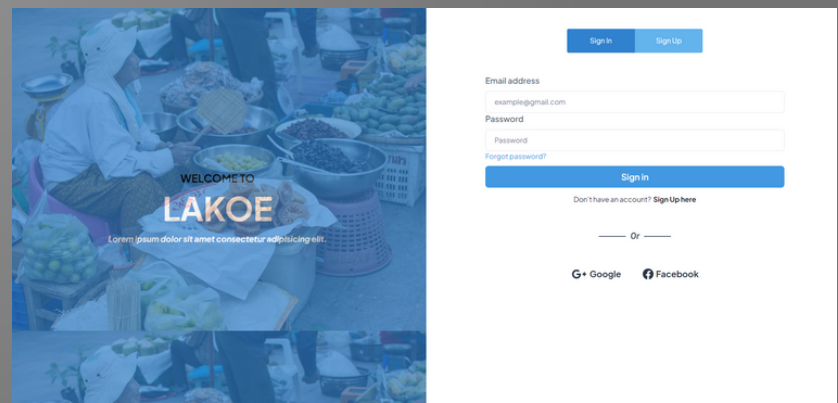 WELCOME TO
LAKOE
Lorem ipsum dolor sit amet consectetur adipisicing elit.
Sign In
Sign Up
Email address
example@gmail.com
Password
Password
Forgot password?
Sign in
Don't have an account? Sign Up here
Or
G+ Google
Facebook